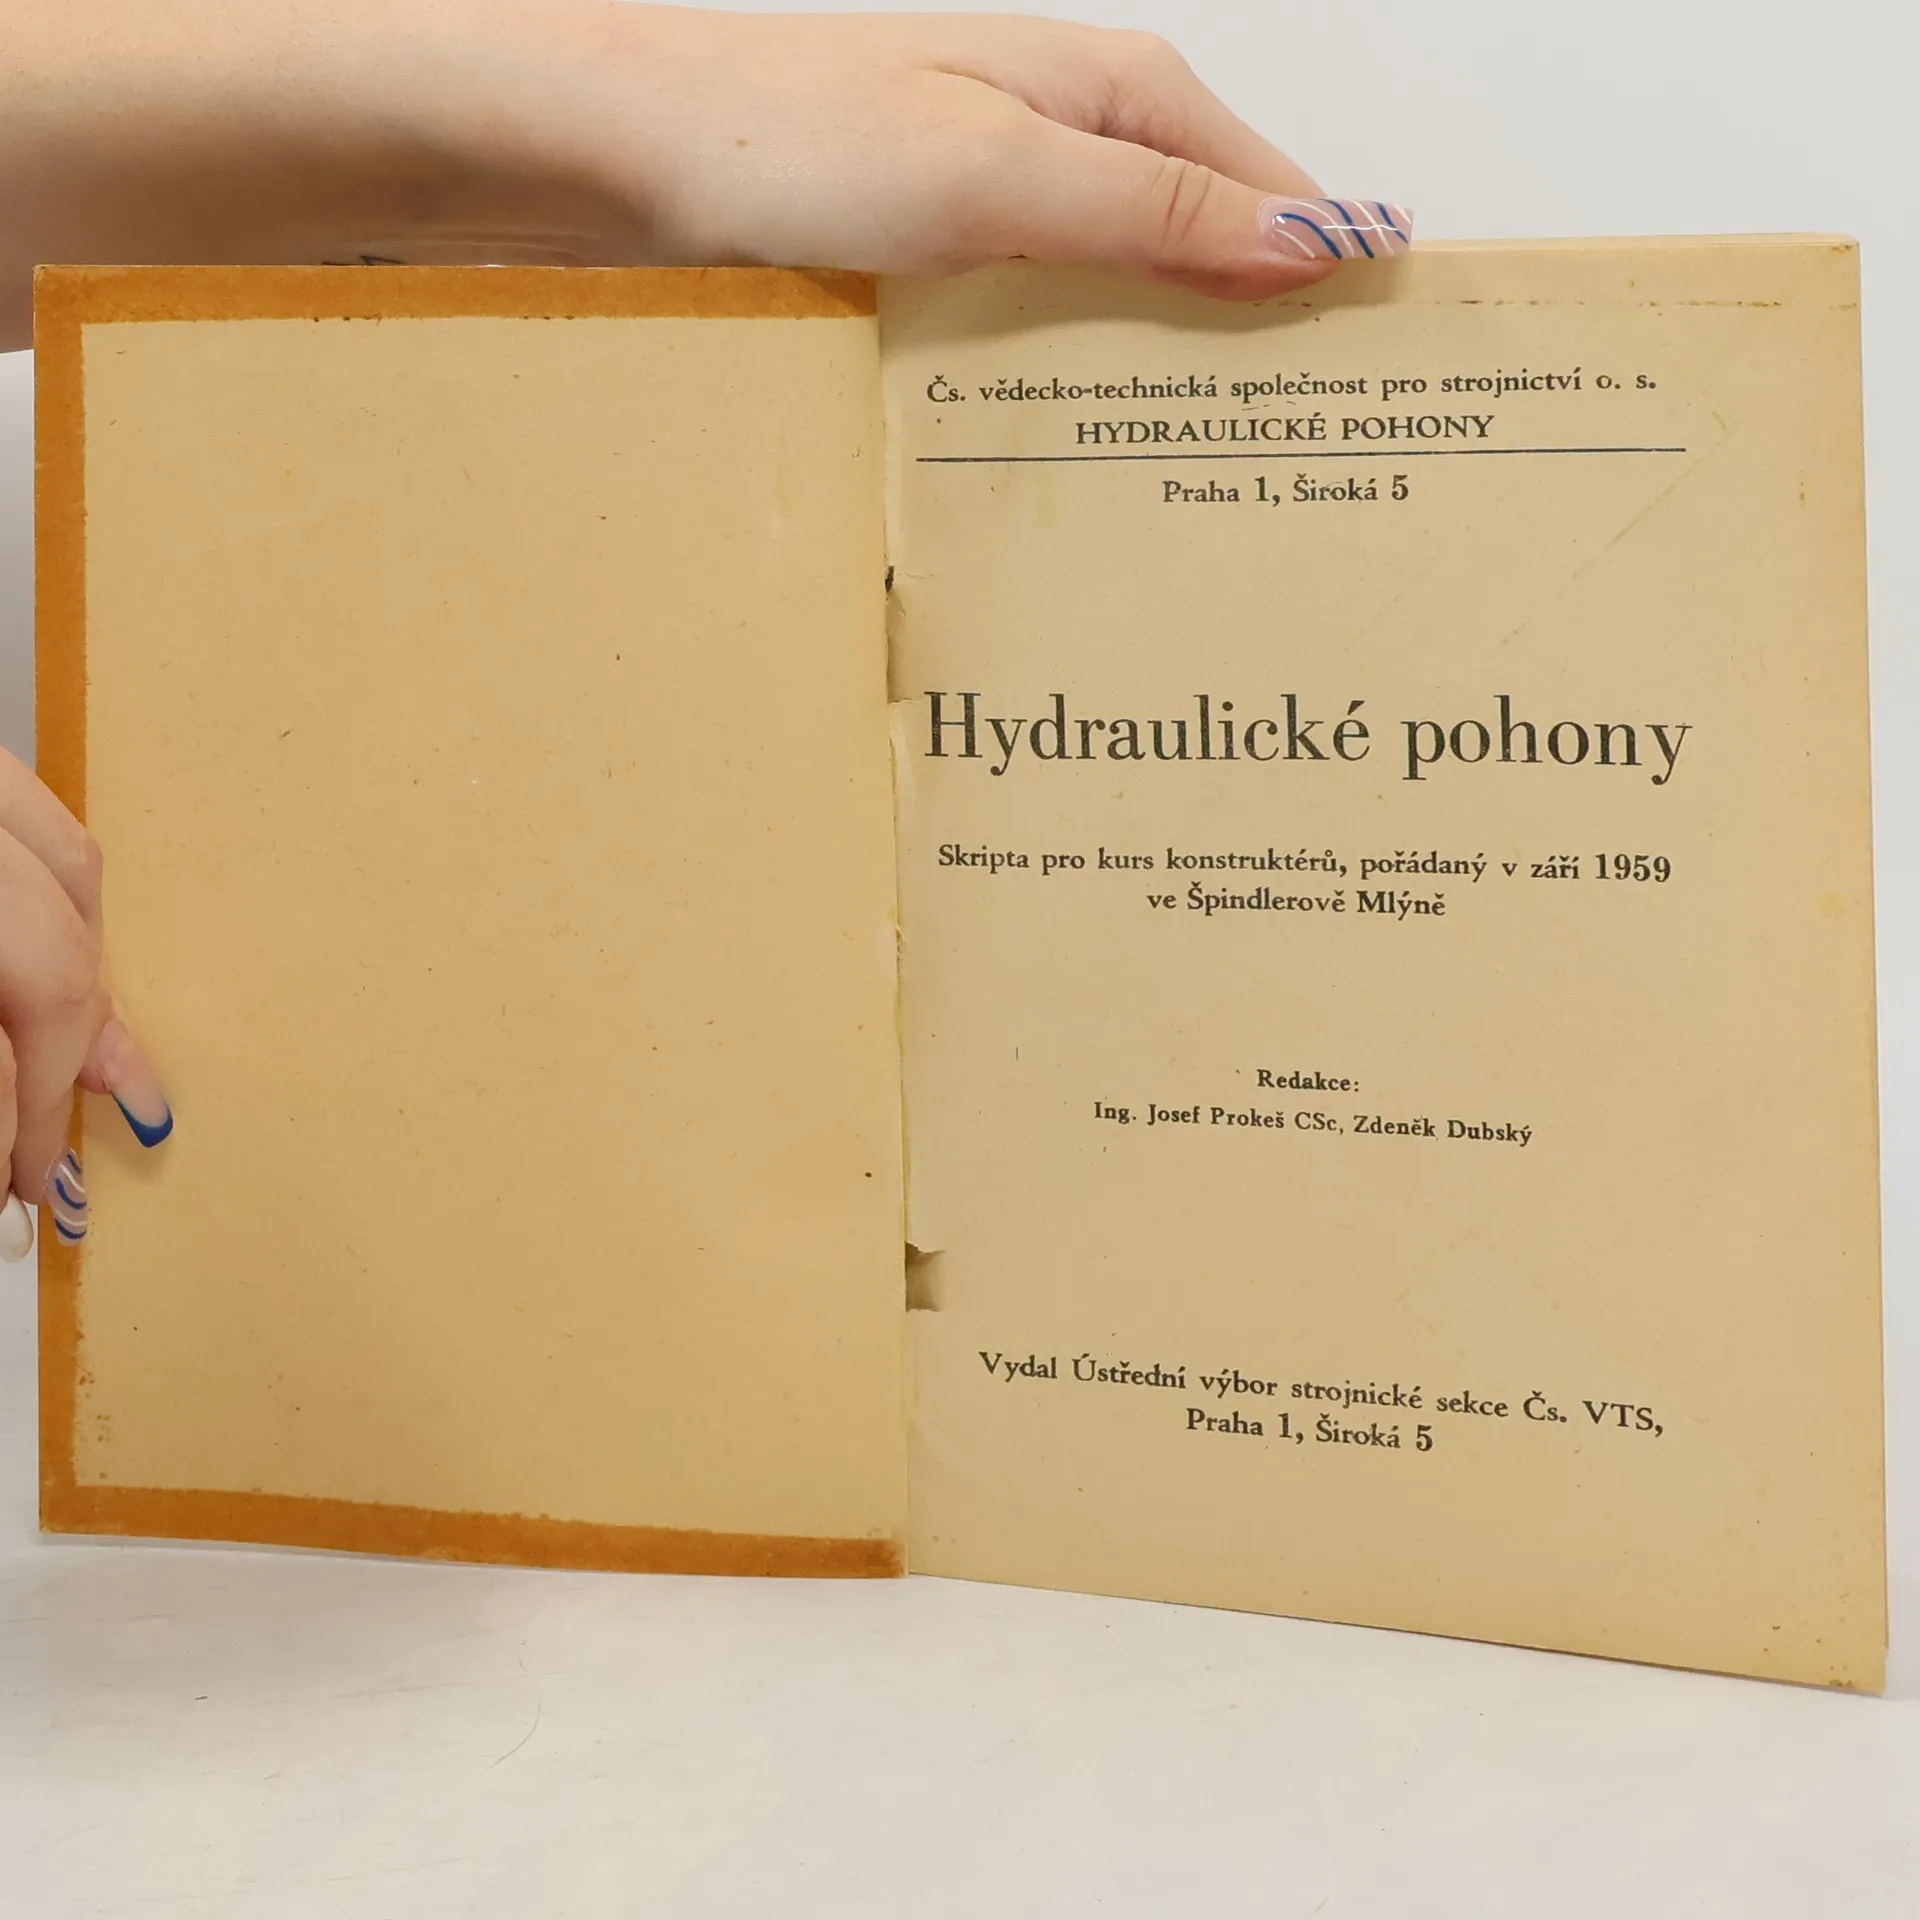 Čs. vědecko-technická společnost pro strojnictví o. s.
HYDRAULICKÉ POHONY
Praha 1, Široká 5
Hydraulické pohony
Skripta pro kurs konstruktérů, pořádaný v září 1959
ve Špindlerově Mlýně
Redakce:
Ing. Josef Prokeš CSc, Zdeněk Dubský
Vydal Ústřední výbor strojnické sekce Čs. VTS,
Praha 1, Široká 5